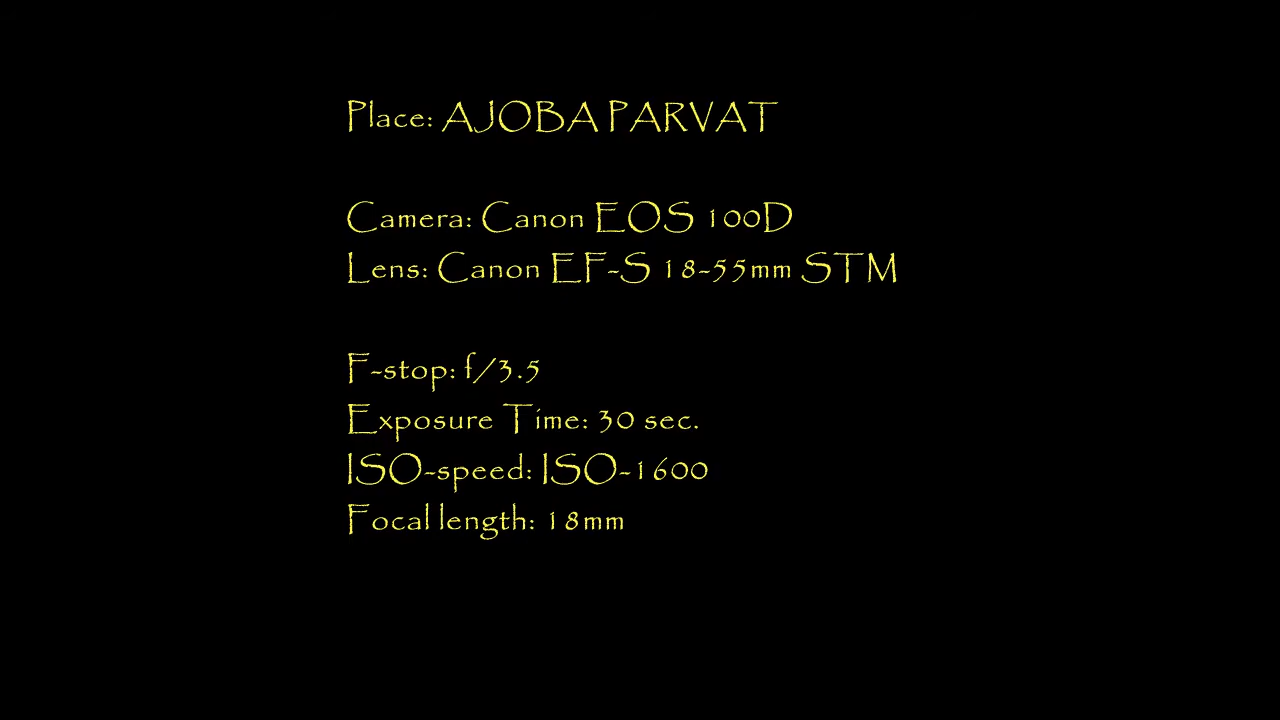 Place: AJOBA PARVAT
Camera: Canon EOS 100D
Lens: Canon EF-S 18-55mm STM
F-stop: f/3.5
Exposure Time: 30 sec.
ISO-speed: ISO-1600
Focal length: 18mm